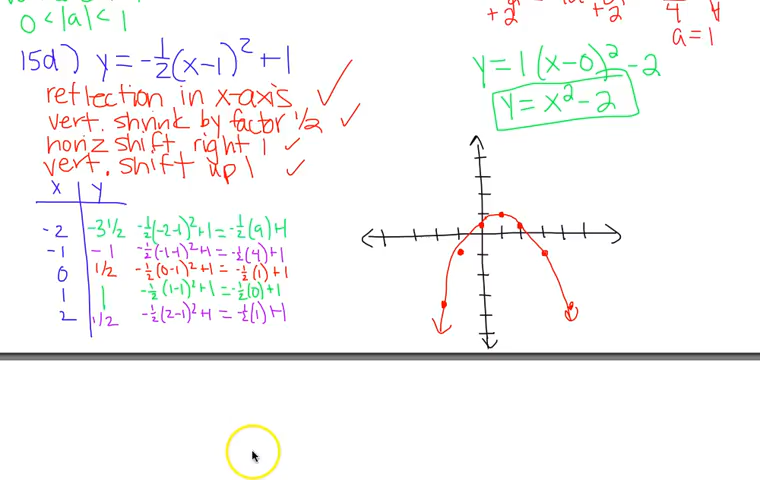 0 < |a| < 1
+2 +2
4 4
a = 1
15d) y = -½(x-1)² + 1
reflection in x-axis ✓
vert. shrink by factor ½ ✓
horiz shift right 1 ✓
vert. shift up 1 ✓
y = 1(x-0)² - 2
y = x² - 2
x y
-2 -3½ -½(-2-1)²+1 = -½(9)+1
-1 -1 -½(-1-1)²+1 = -½(4)+1
0 ½ -½(0-1)²+1 = -½(1)+1
1 1 -½(1-1)²+1 = -½(0)+1
2 ½ -½(2-1)²+1 = -½(1)+1